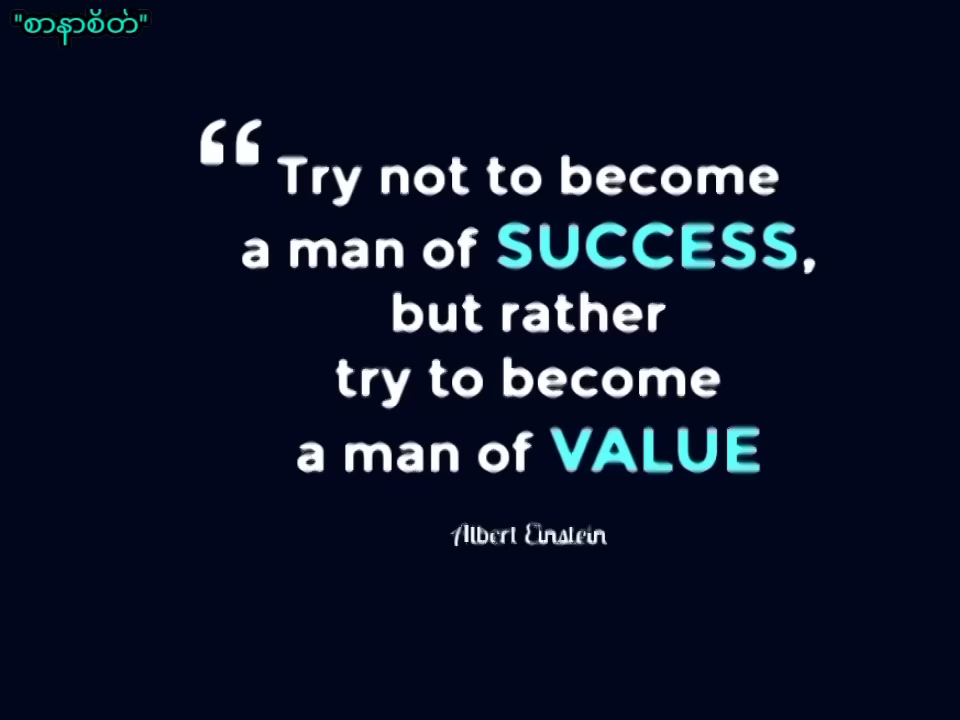 "စာနာစိတ်"
“ Try not to become
a man of SUCCESS,
but rather
try to become
a man of VALUE
Albert Einstein